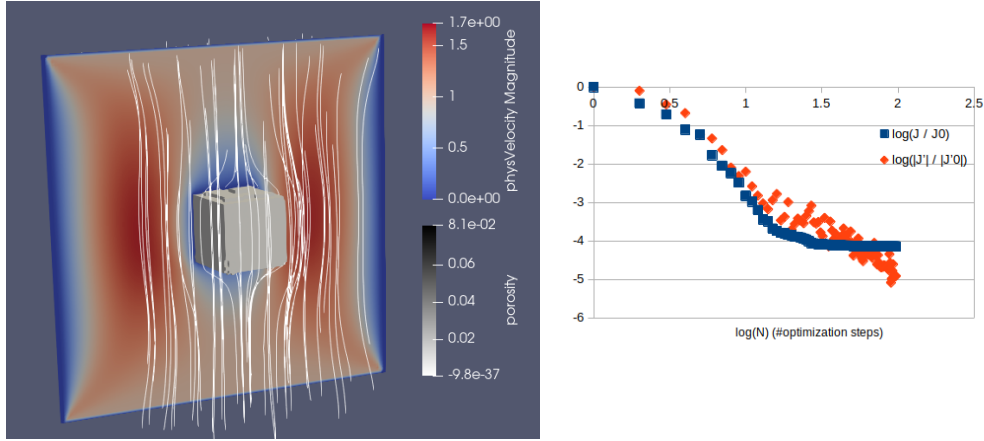 1.7e+00
1.5
1
0.5
0.0e+00
physVelocity Magnitude
8.1e-02
0.06
0.04
0.02
-9.8e-37
porosity
0
-1
-2
-3
-4
-5
-6
0
0.5
1
1.5
2
2.5
log(J / J0)
log(|J'| / |J'0|)
log(N) (#optimization steps)